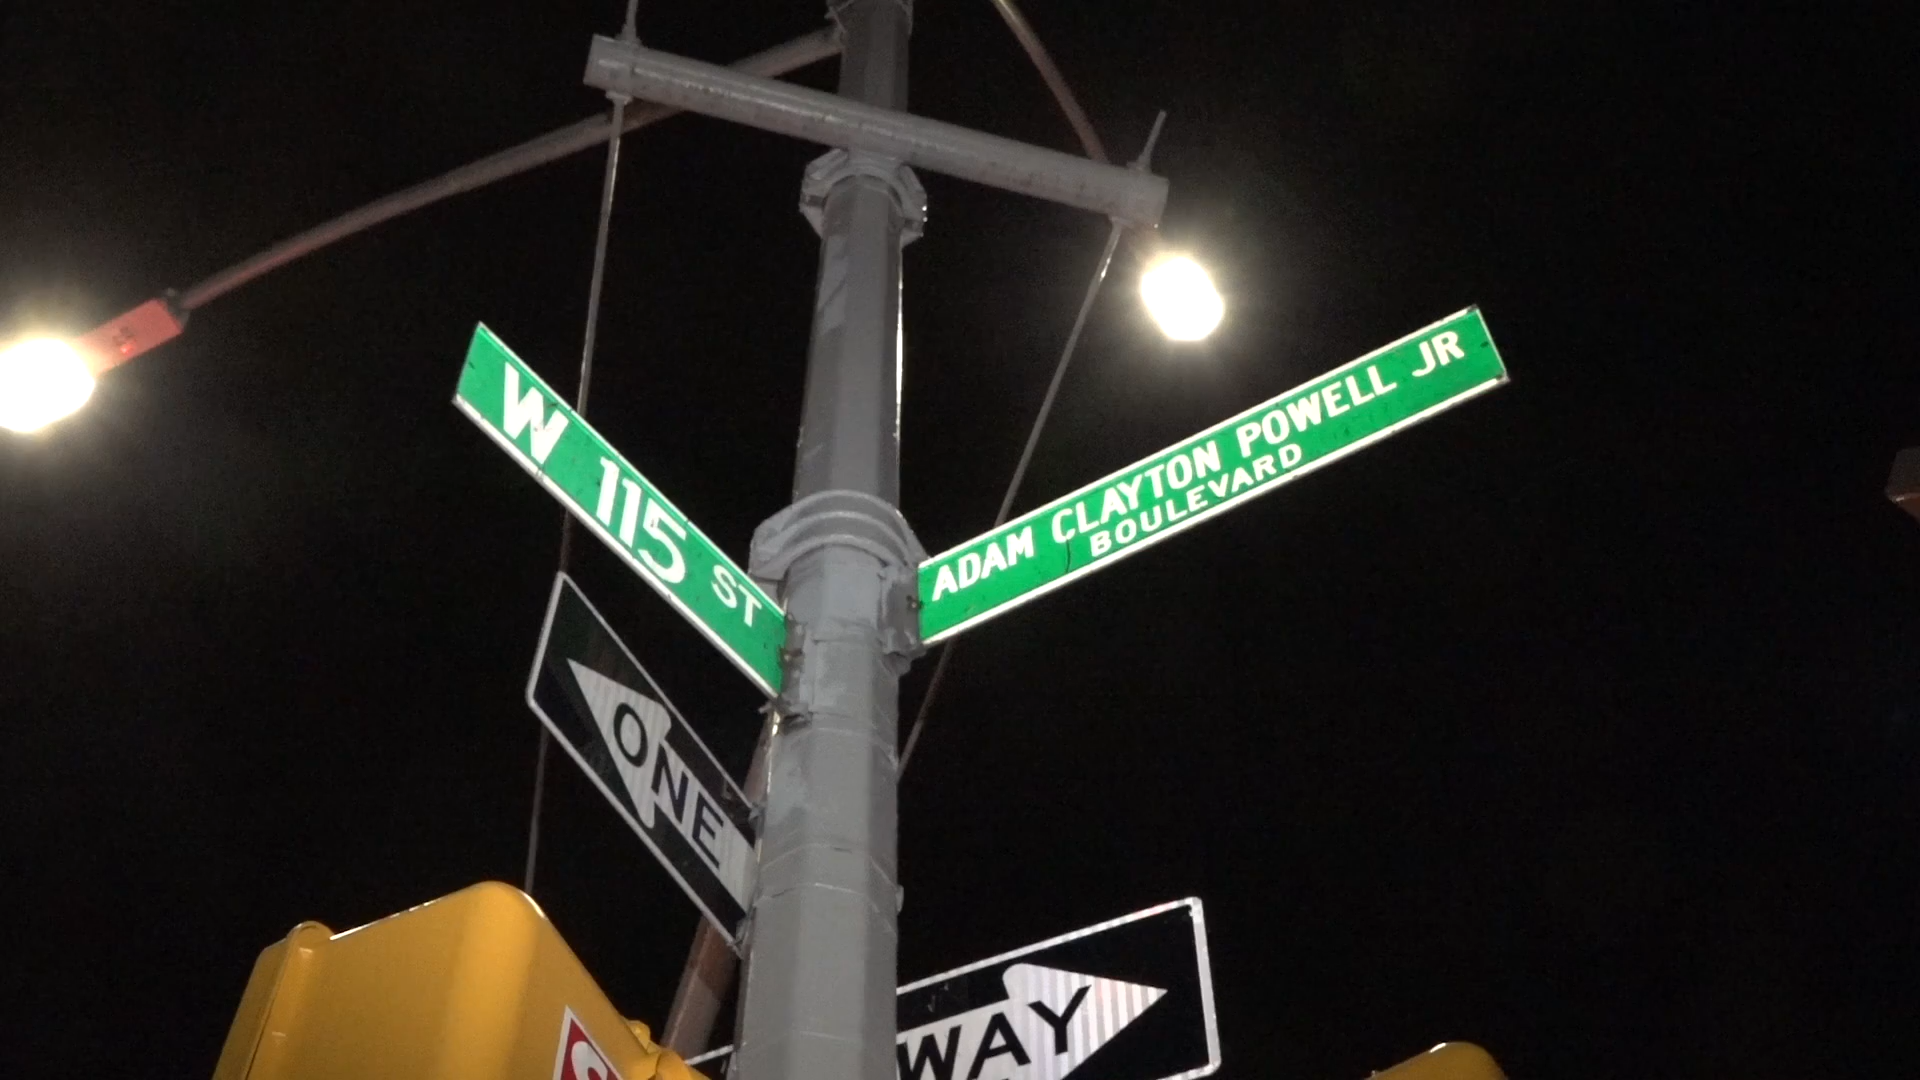 W 115 ST
ADAM CLAYTON POWELL JR
BOULEVARD
ONE
WAY